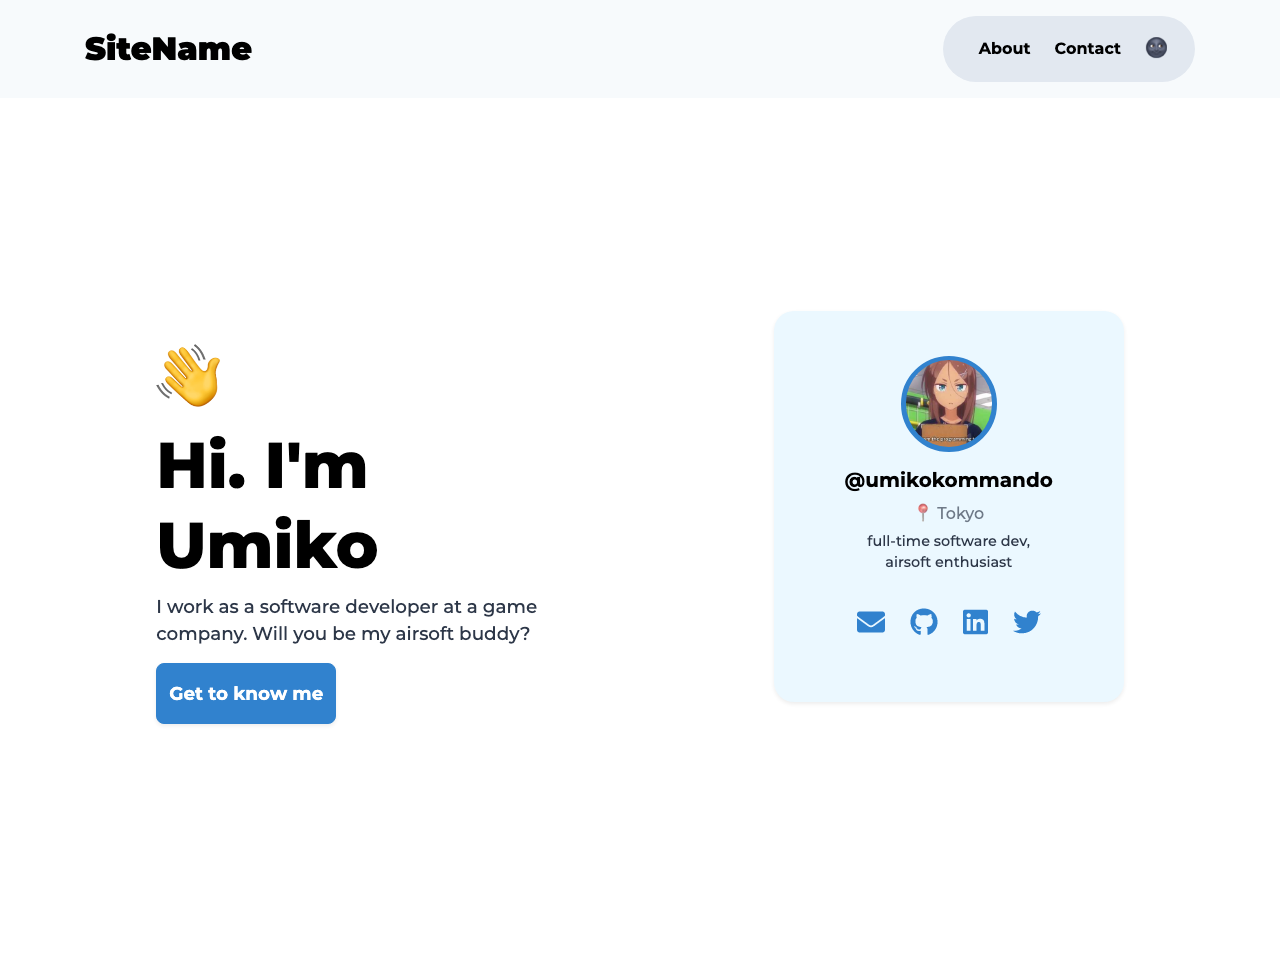 SiteName
About
Contact
Hi. I'm
Umiko
I work as a software developer at a game
company. Will you be my airsoft buddy?
Get to know me
@umikokommando
Tokyo
full-time software dev,
airsoft enthusiast
in